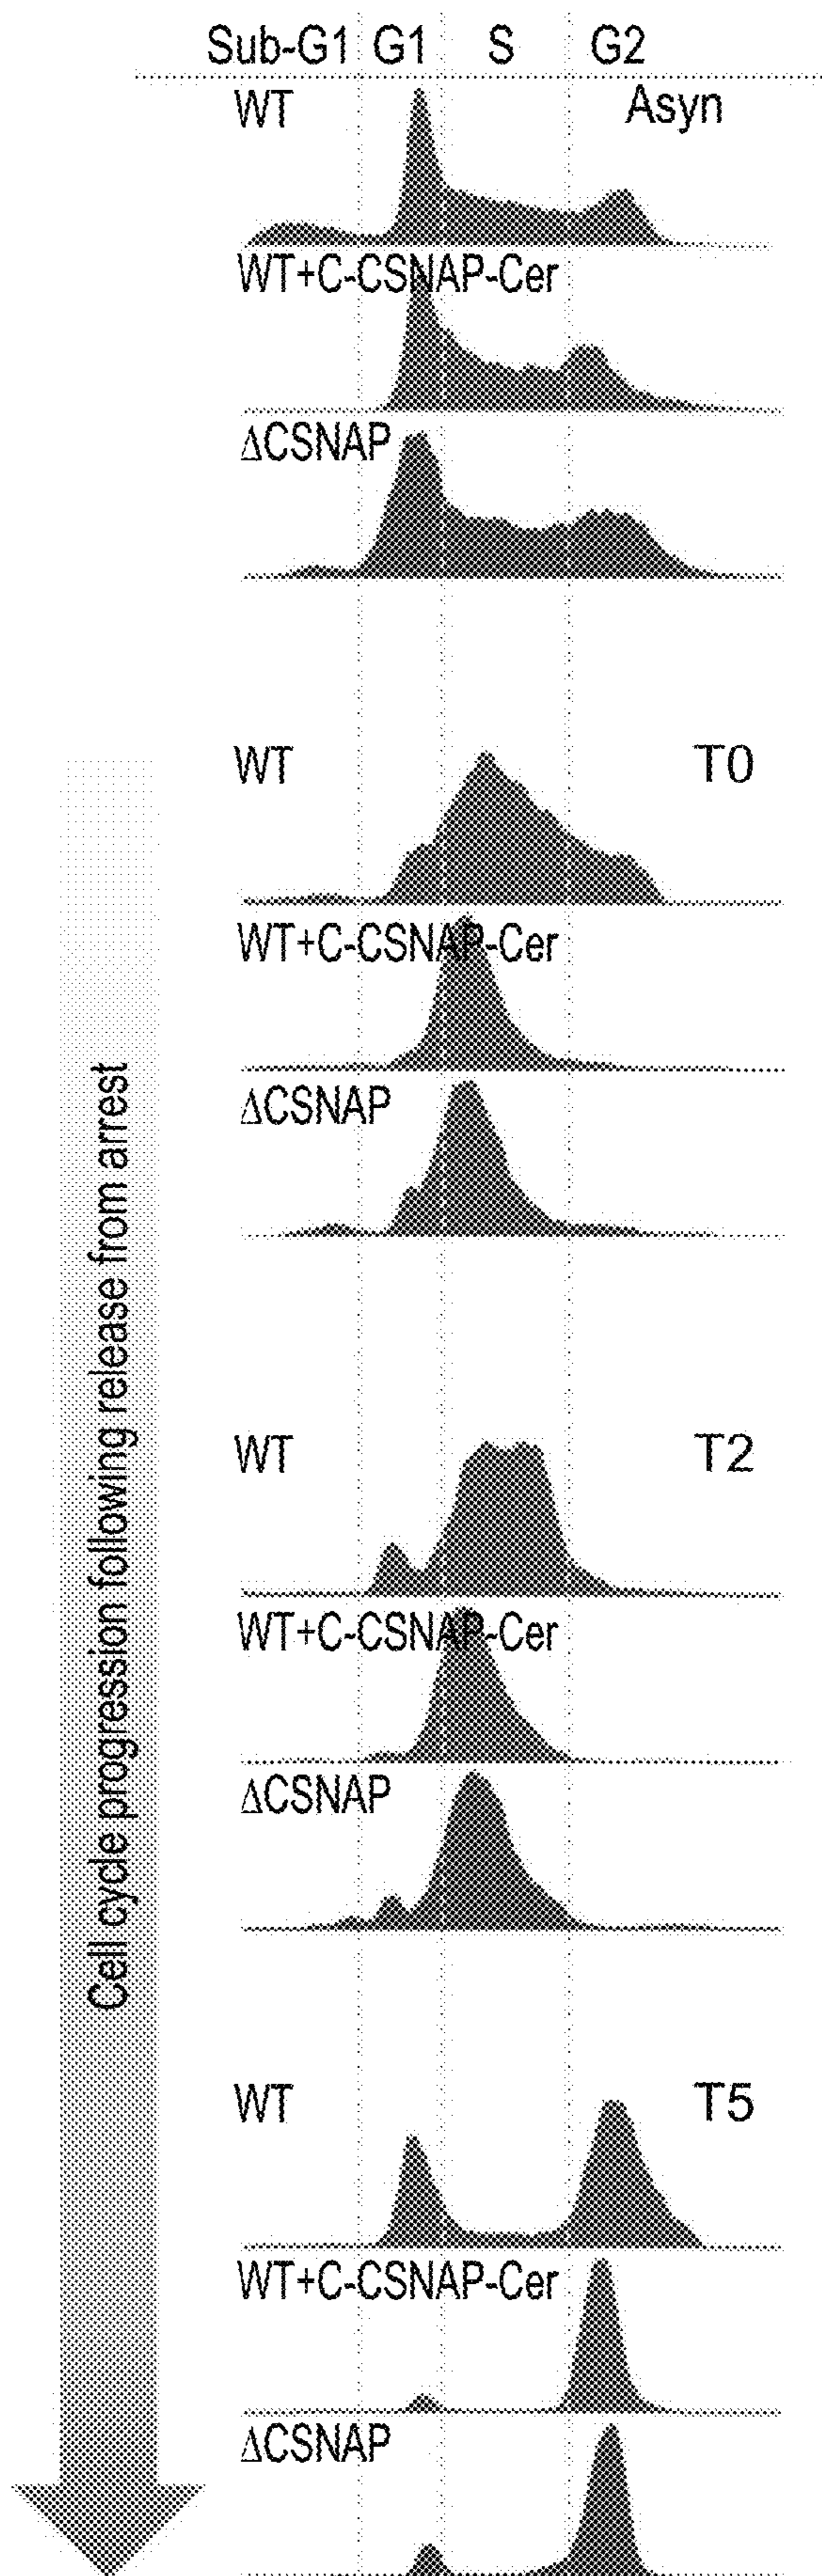 Sub-G1 G1 S G2
WT Asyn
WT+C-CSNAP-Cer
ΔCSNAP
WT T0
WT+C-CSNAP-Cer
ΔCSNAP
WT T2
WT+C-CSNAP-Cer
ΔCSNAP
WT T5
WT+C-CSNAP-Cer
ΔCSNAP
Cell cycle progression following release from arrest